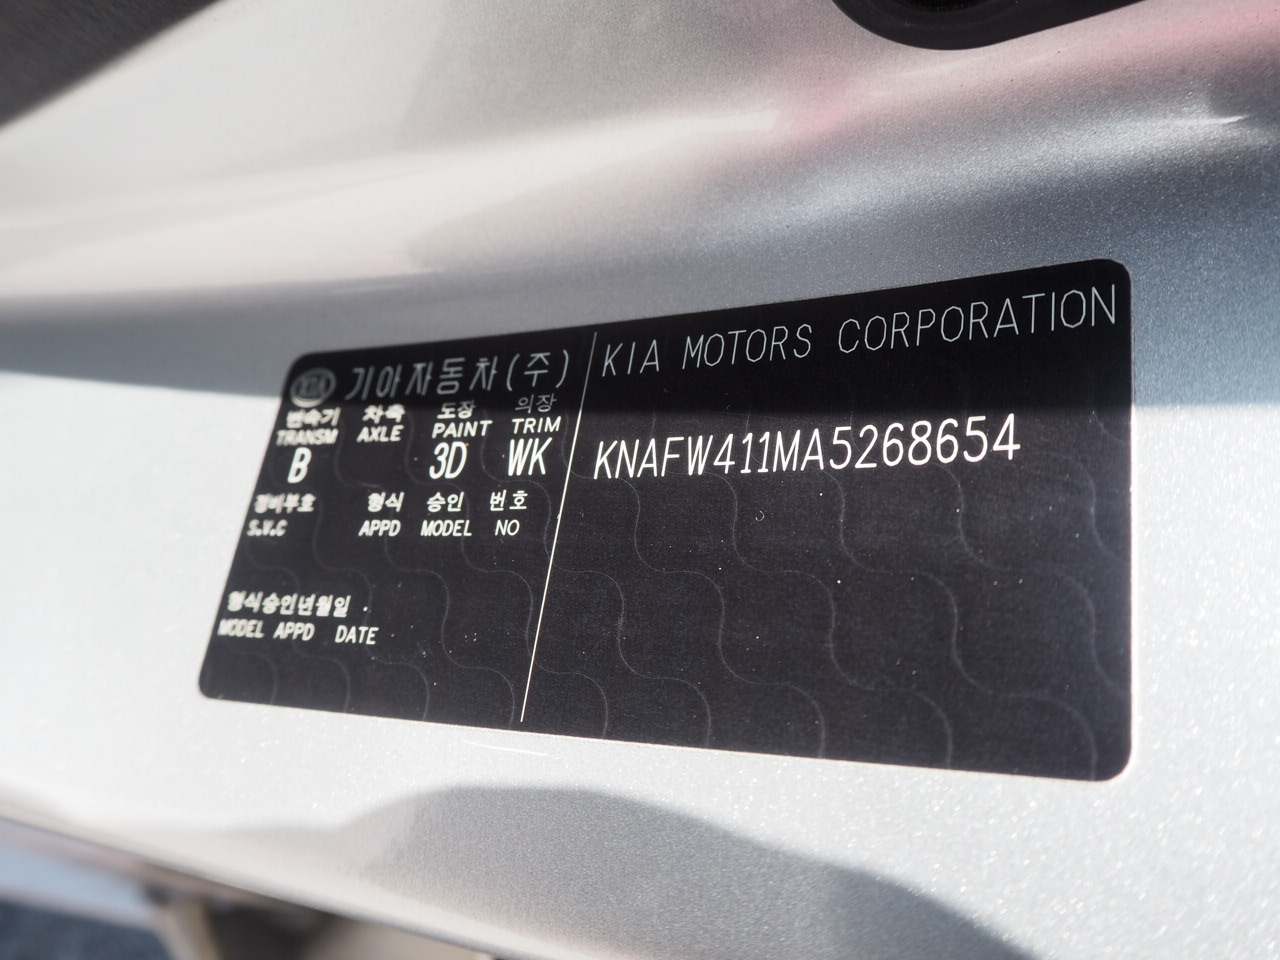 KIA 기아자동차(주)
변속기 차축 도장 의장
TRANSM AXLE PAINT TRIM
B 3D WK
경비부호 형식 승인 번호
S.V.C APPD MODEL NO
형식승인년월일
MODEL APPD DATE
KIA MOTORS CORPORATION
KNAFW411MA5268654